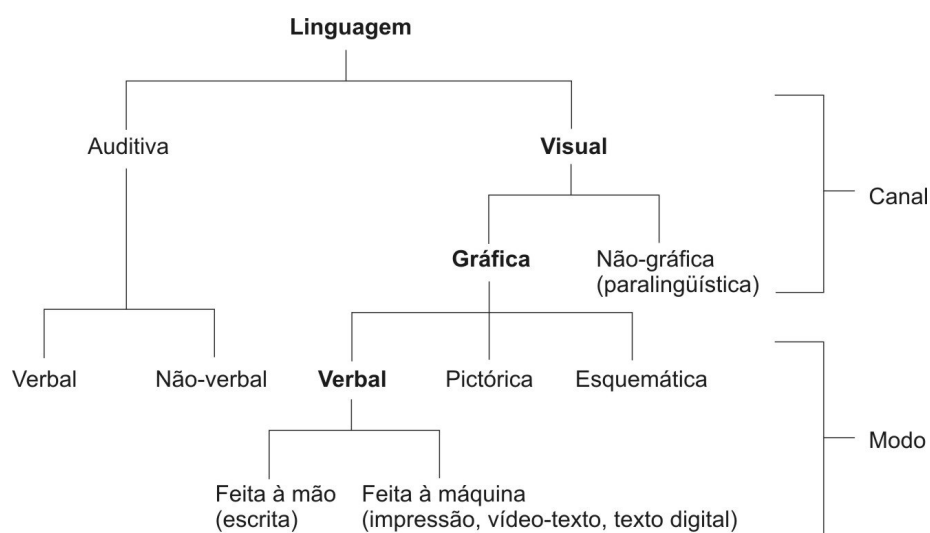 Linguagem
Auditiva
Visual
Canal
Gráfica
Não-gráfica
(paralingüística)
Verbal
Não-verbal
Verbal
Pictórica
Esquemática
Modo
Feita à mão
(escrita)
Feita à máquina
(impressão, vídeo-texto, texto digital)